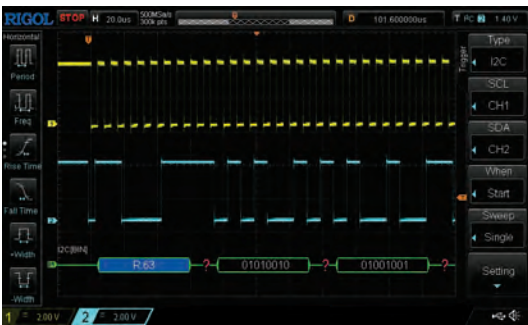 RIGOL STOP H 20.0us 500MSa/s 300k pts D 101.600000us T 1.48 V
Horizontal
Period
Freq
Rise Time
Fall Time
+Width
-Width
Trigger
Type
I2C
SCL
CH1
SDA
CH2
When
Start
Sweep
Single
Setting
I2C[BIN]
R:63 ? 01010010 ? 01001001 ?
1 = 2.00 V 2 = 2.00 V